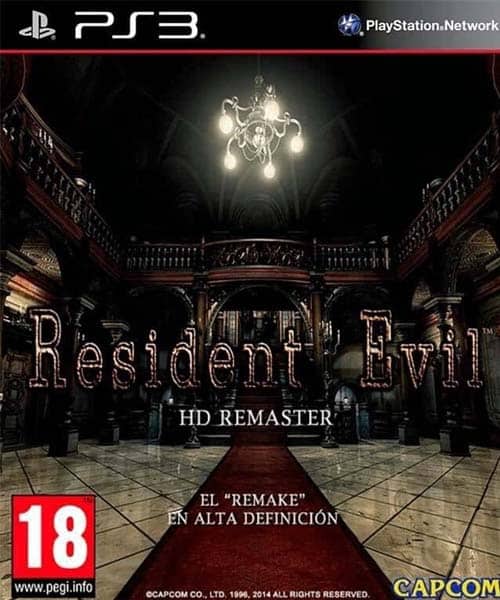 PS3. PlayStation®Network
Resident Evil™
HD REMASTER
EL "REMAKE"
EN ALTA DEFINICIÓN
18
www.pegi.info
©CAPCOM CO., LTD. 1996, 2014 ALL RIGHTS RESERVED.
CAPCOM